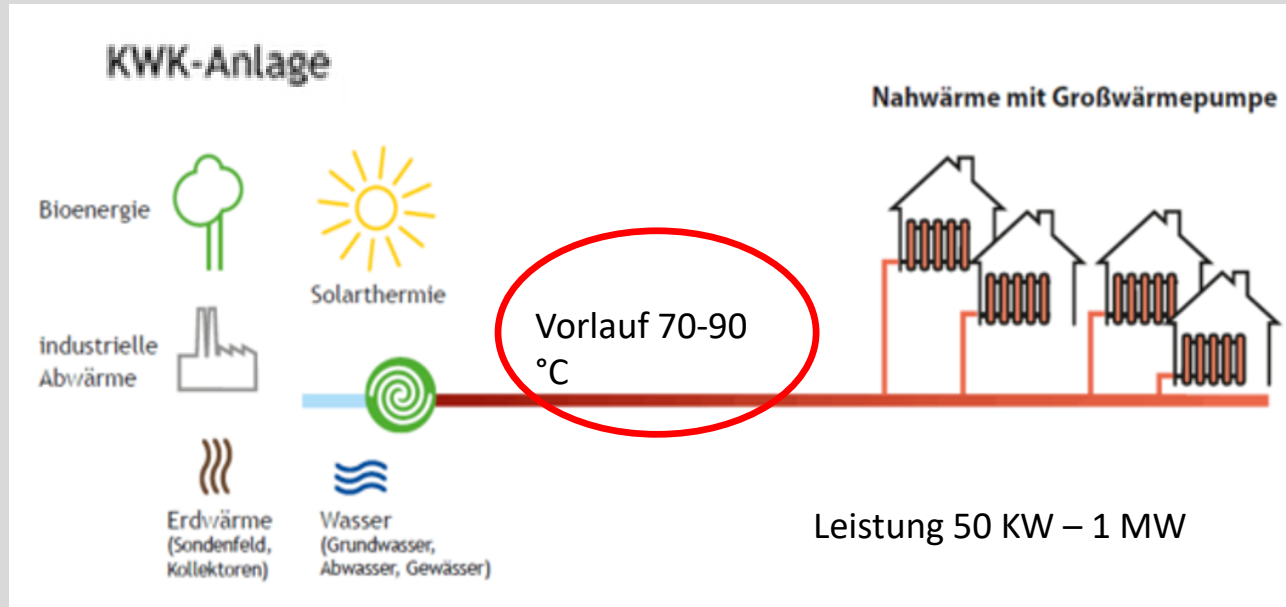 KWK-Anlage
Nahwärme mit Großwärmepumpe
Bioenergie
Solarthermie
industrielle
Abwärme
Vorlauf 70-90
°C
Erdwärme
(Sondenfeld,
Kollektoren)
Wasser
(Grundwasser,
Abwasser, Gewässer)
Leistung 50 KW – 1 MW